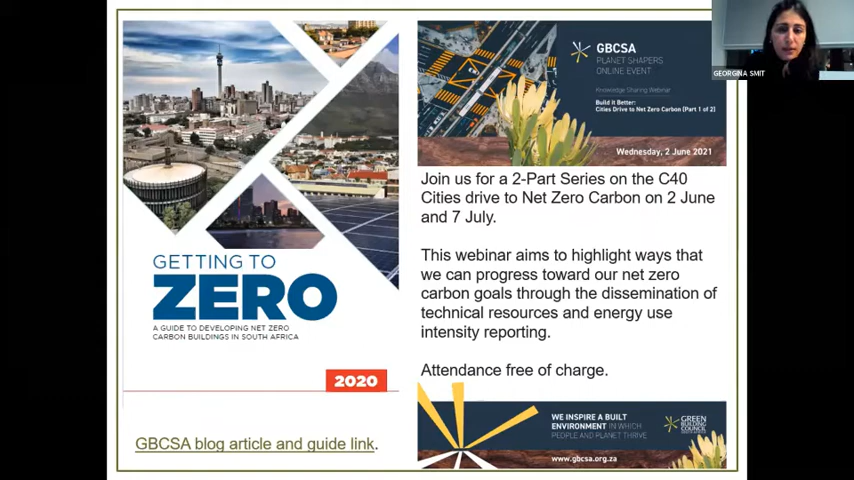 GETTING TO
ZERO
A GUIDE TO DEVELOPING NET ZERO
CARBON BUILDINGS IN SOUTH AFRICA
2020
GBCSA blog article and guide link.
GBCSA
PLANET SHAPERS
ONLINE EVENT
Knowledge Sharing Webinar
Build it Better:
Cities Drive to Net Zero Carbon (Part 1 of 2)
Wednesday, 2 June 2021
Join us for a 2-Part Series on the C40
Cities drive to Net Zero Carbon on 2 June
and 7 July.
This webinar aims to highlight ways that
we can progress toward our net zero
carbon goals through the dissemination of
technical resources and energy use
intensity reporting.
Attendance free of charge.
WE INSPIRE A BUILT
ENVIRONMENT IN WHICH
PEOPLE AND PLANET THRIVE
www.gbcsa.org.za
GREEN
BUILDING
COUNCIL
GEORGINA SMIT